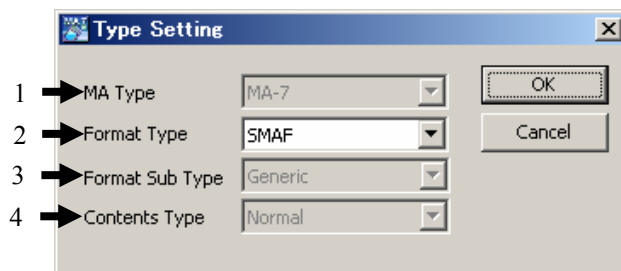 MAT Type Setting
1 MA Type MA-7 OK
2 Format Type SMAF Cancel
3 Format Sub Type Generic
4 Contents Type Normal